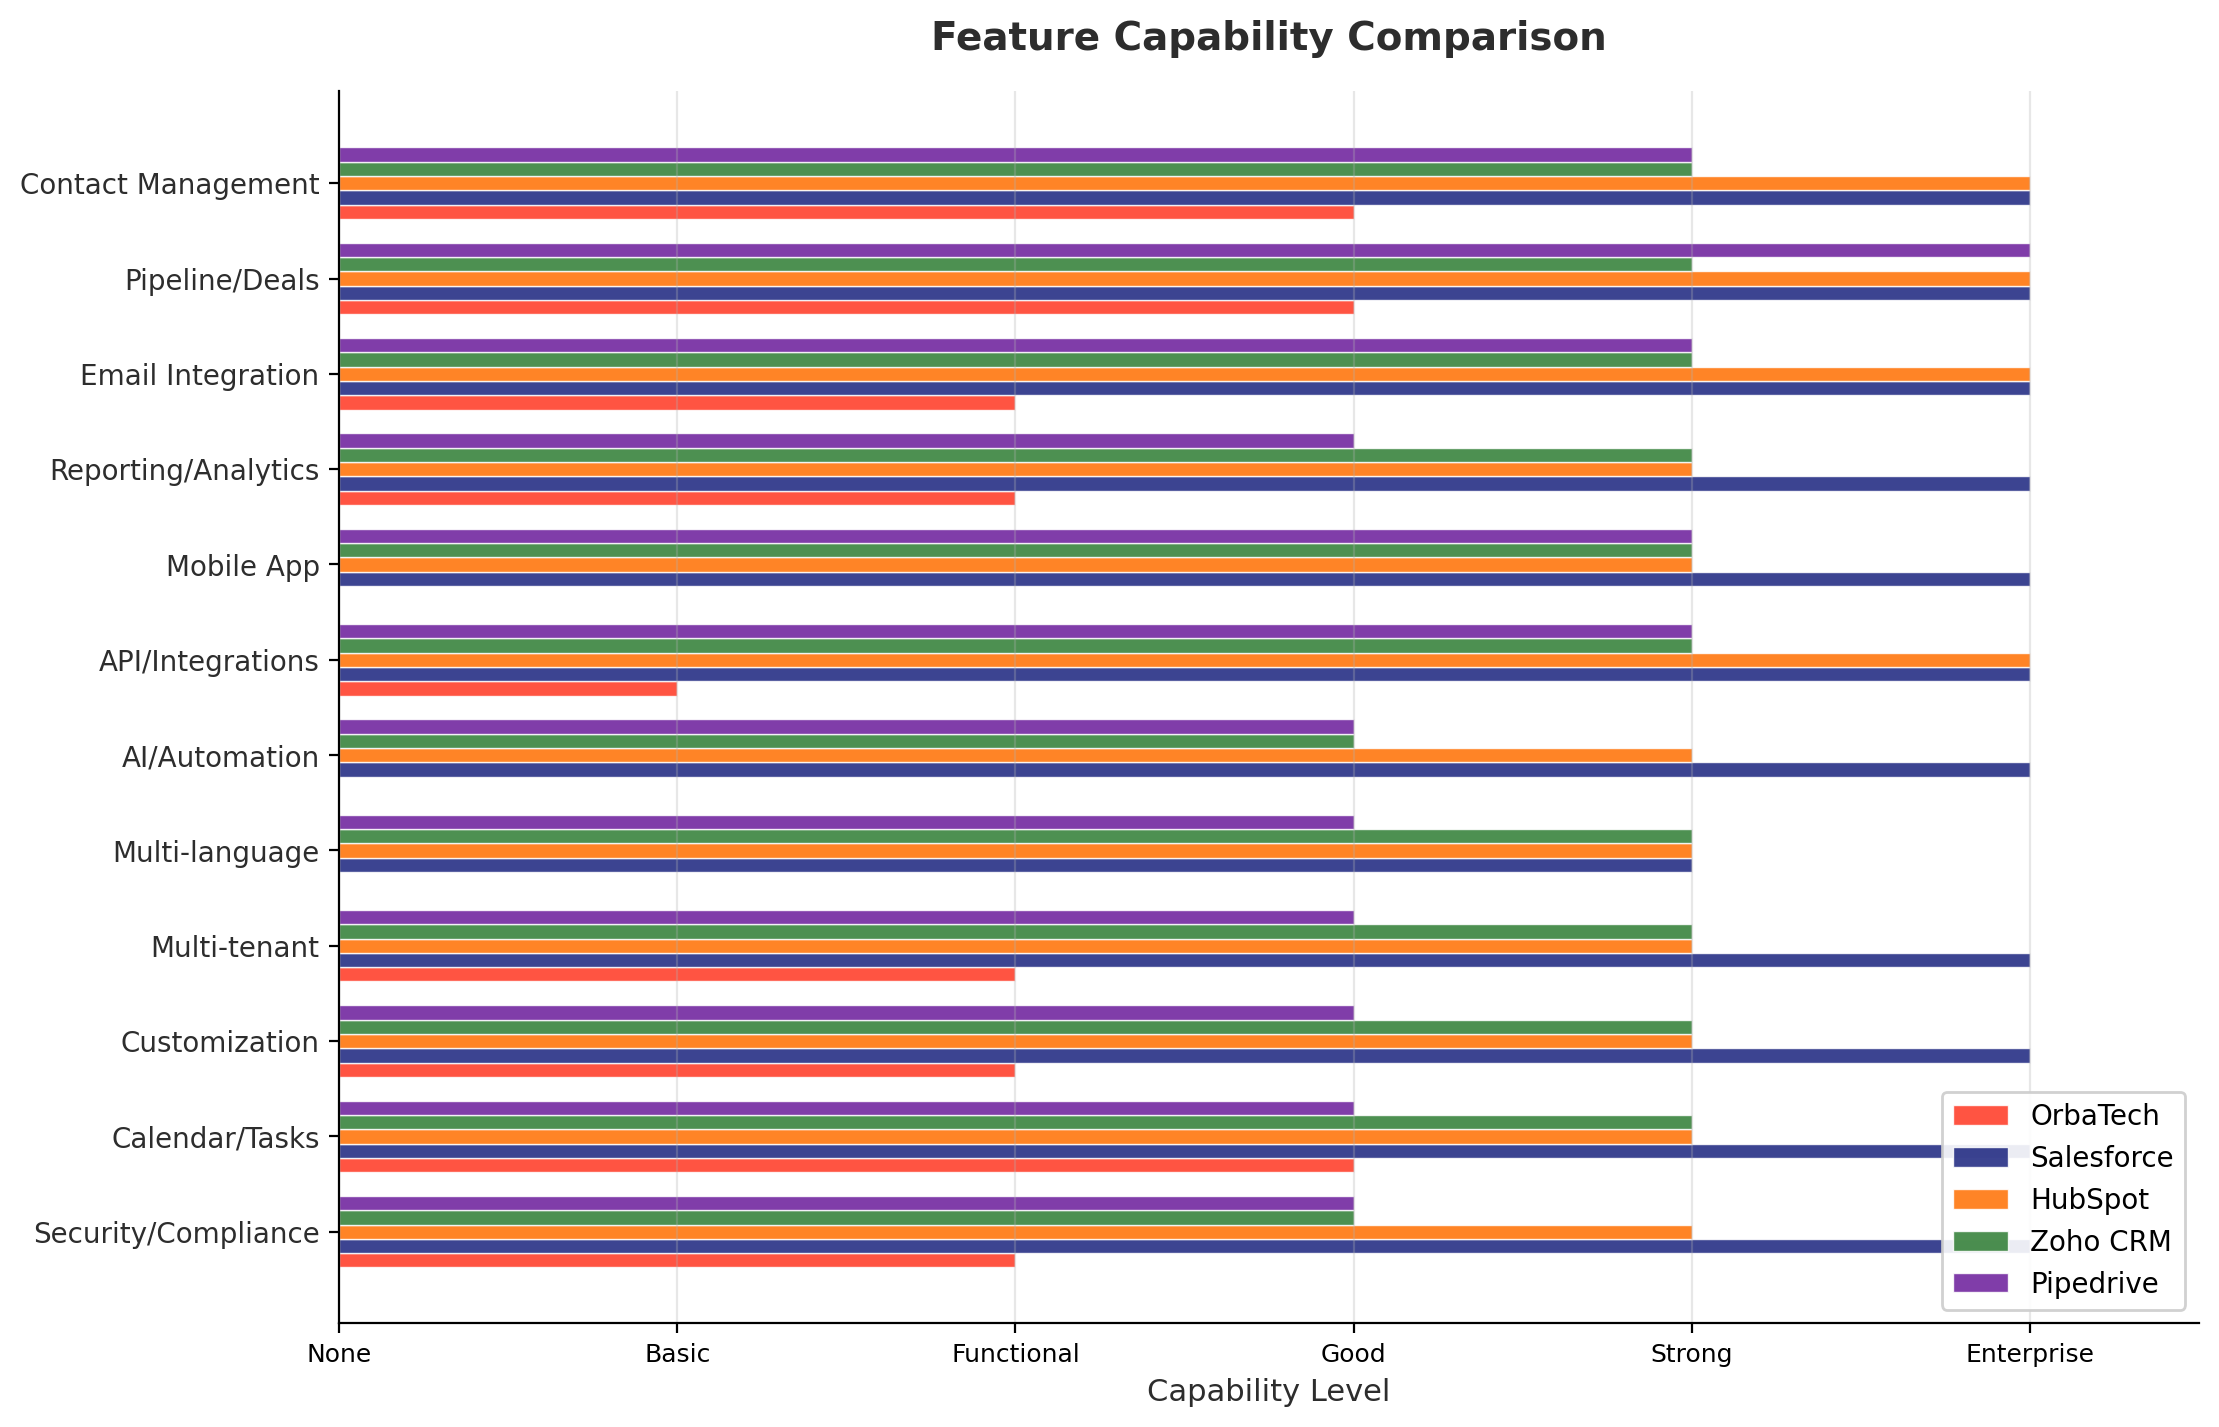 Feature Capability Comparison
Contact Management
Pipeline/Deals
Email Integration
Reporting/Analytics
Mobile App
API/Integrations
AI/Automation
Multi-language
Multi-tenant
Customization
Calendar/Tasks
Security/Compliance
OrbaTech
Salesforce
HubSpot
Zoho CRM
Pipedrive
None Basic Functional Good Strong Enterprise
Capability Level